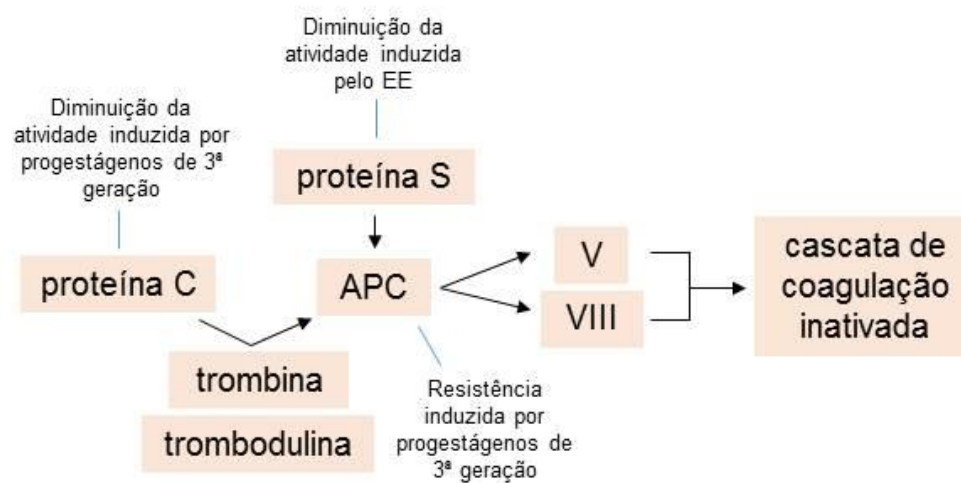 Diminuição da
atividade induzida
pelo EE
Diminuição da
atividade induzida por
progestágenos de 3ª
geração
proteína S
proteína C
APC
V
VIII
cascata de
coagulação
inativada
trombina
trombodulina
Resistência
induzida por
progestágenos de
3ª geração